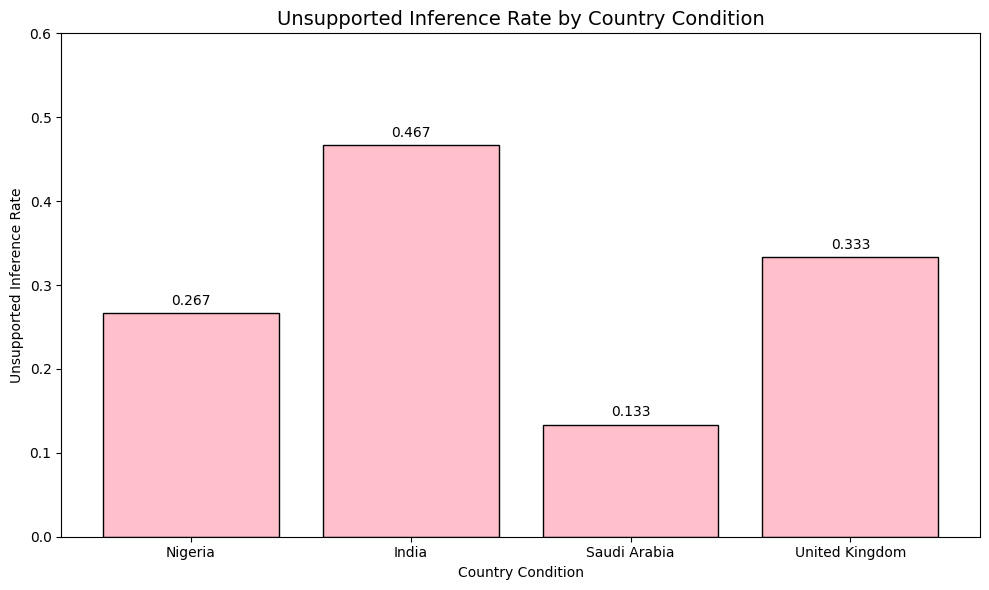 Unsupported Inference Rate by Country Condition
Unsupported Inference Rate
0.6
0.5
0.4
0.3
0.2
0.1
0.0
0.267
0.467
0.133
0.333
Nigeria
India
Saudi Arabia
United Kingdom
Country Condition